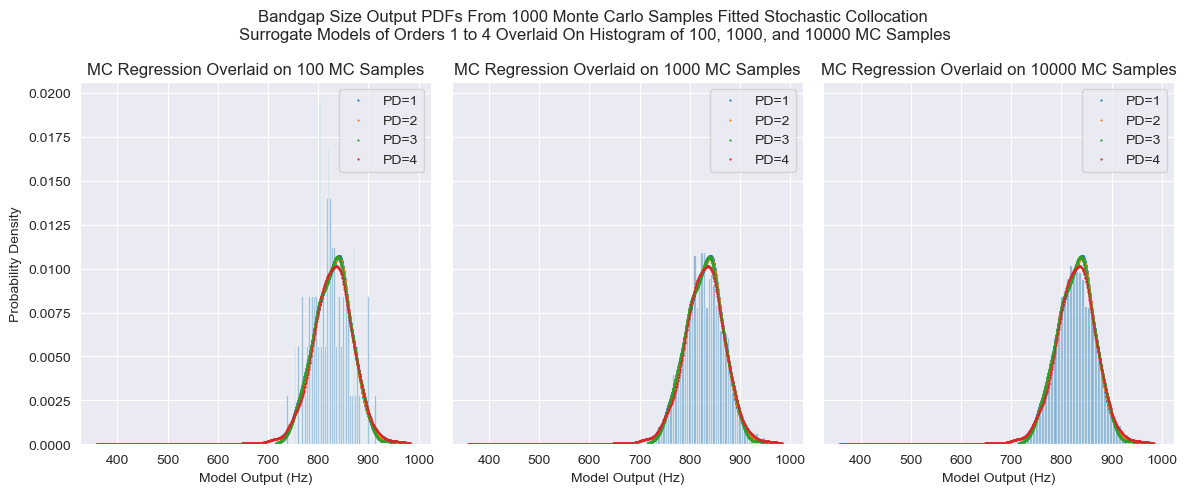 Bandgap Size Output PDFs From 1000 Monte Carlo Samples Fitted Stochastic Collocation
Surrogate Models of Orders 1 to 4 Overlaid On Histogram of 100, 1000, and 10000 MC Samples
MC Regression Overlaid on 100 MC Samples
MC Regression Overlaid on 1000 MC Samples
MC Regression Overlaid on 10000 MC Samples
Probability Density
0.0200
0.0175
0.0150
0.0125
0.0100
0.0075
0.0050
0.0025
0.0000
PD=1
PD=2
PD=3
PD=4
400 500 600 700 800 900 1000
Model Output (Hz)
PD=1
PD=2
PD=3
PD=4
400 500 600 700 800 900 1000
Model Output (Hz)
PD=1
PD=2
PD=3
PD=4
400 500 600 700 800 900 1000
Model Output (Hz)